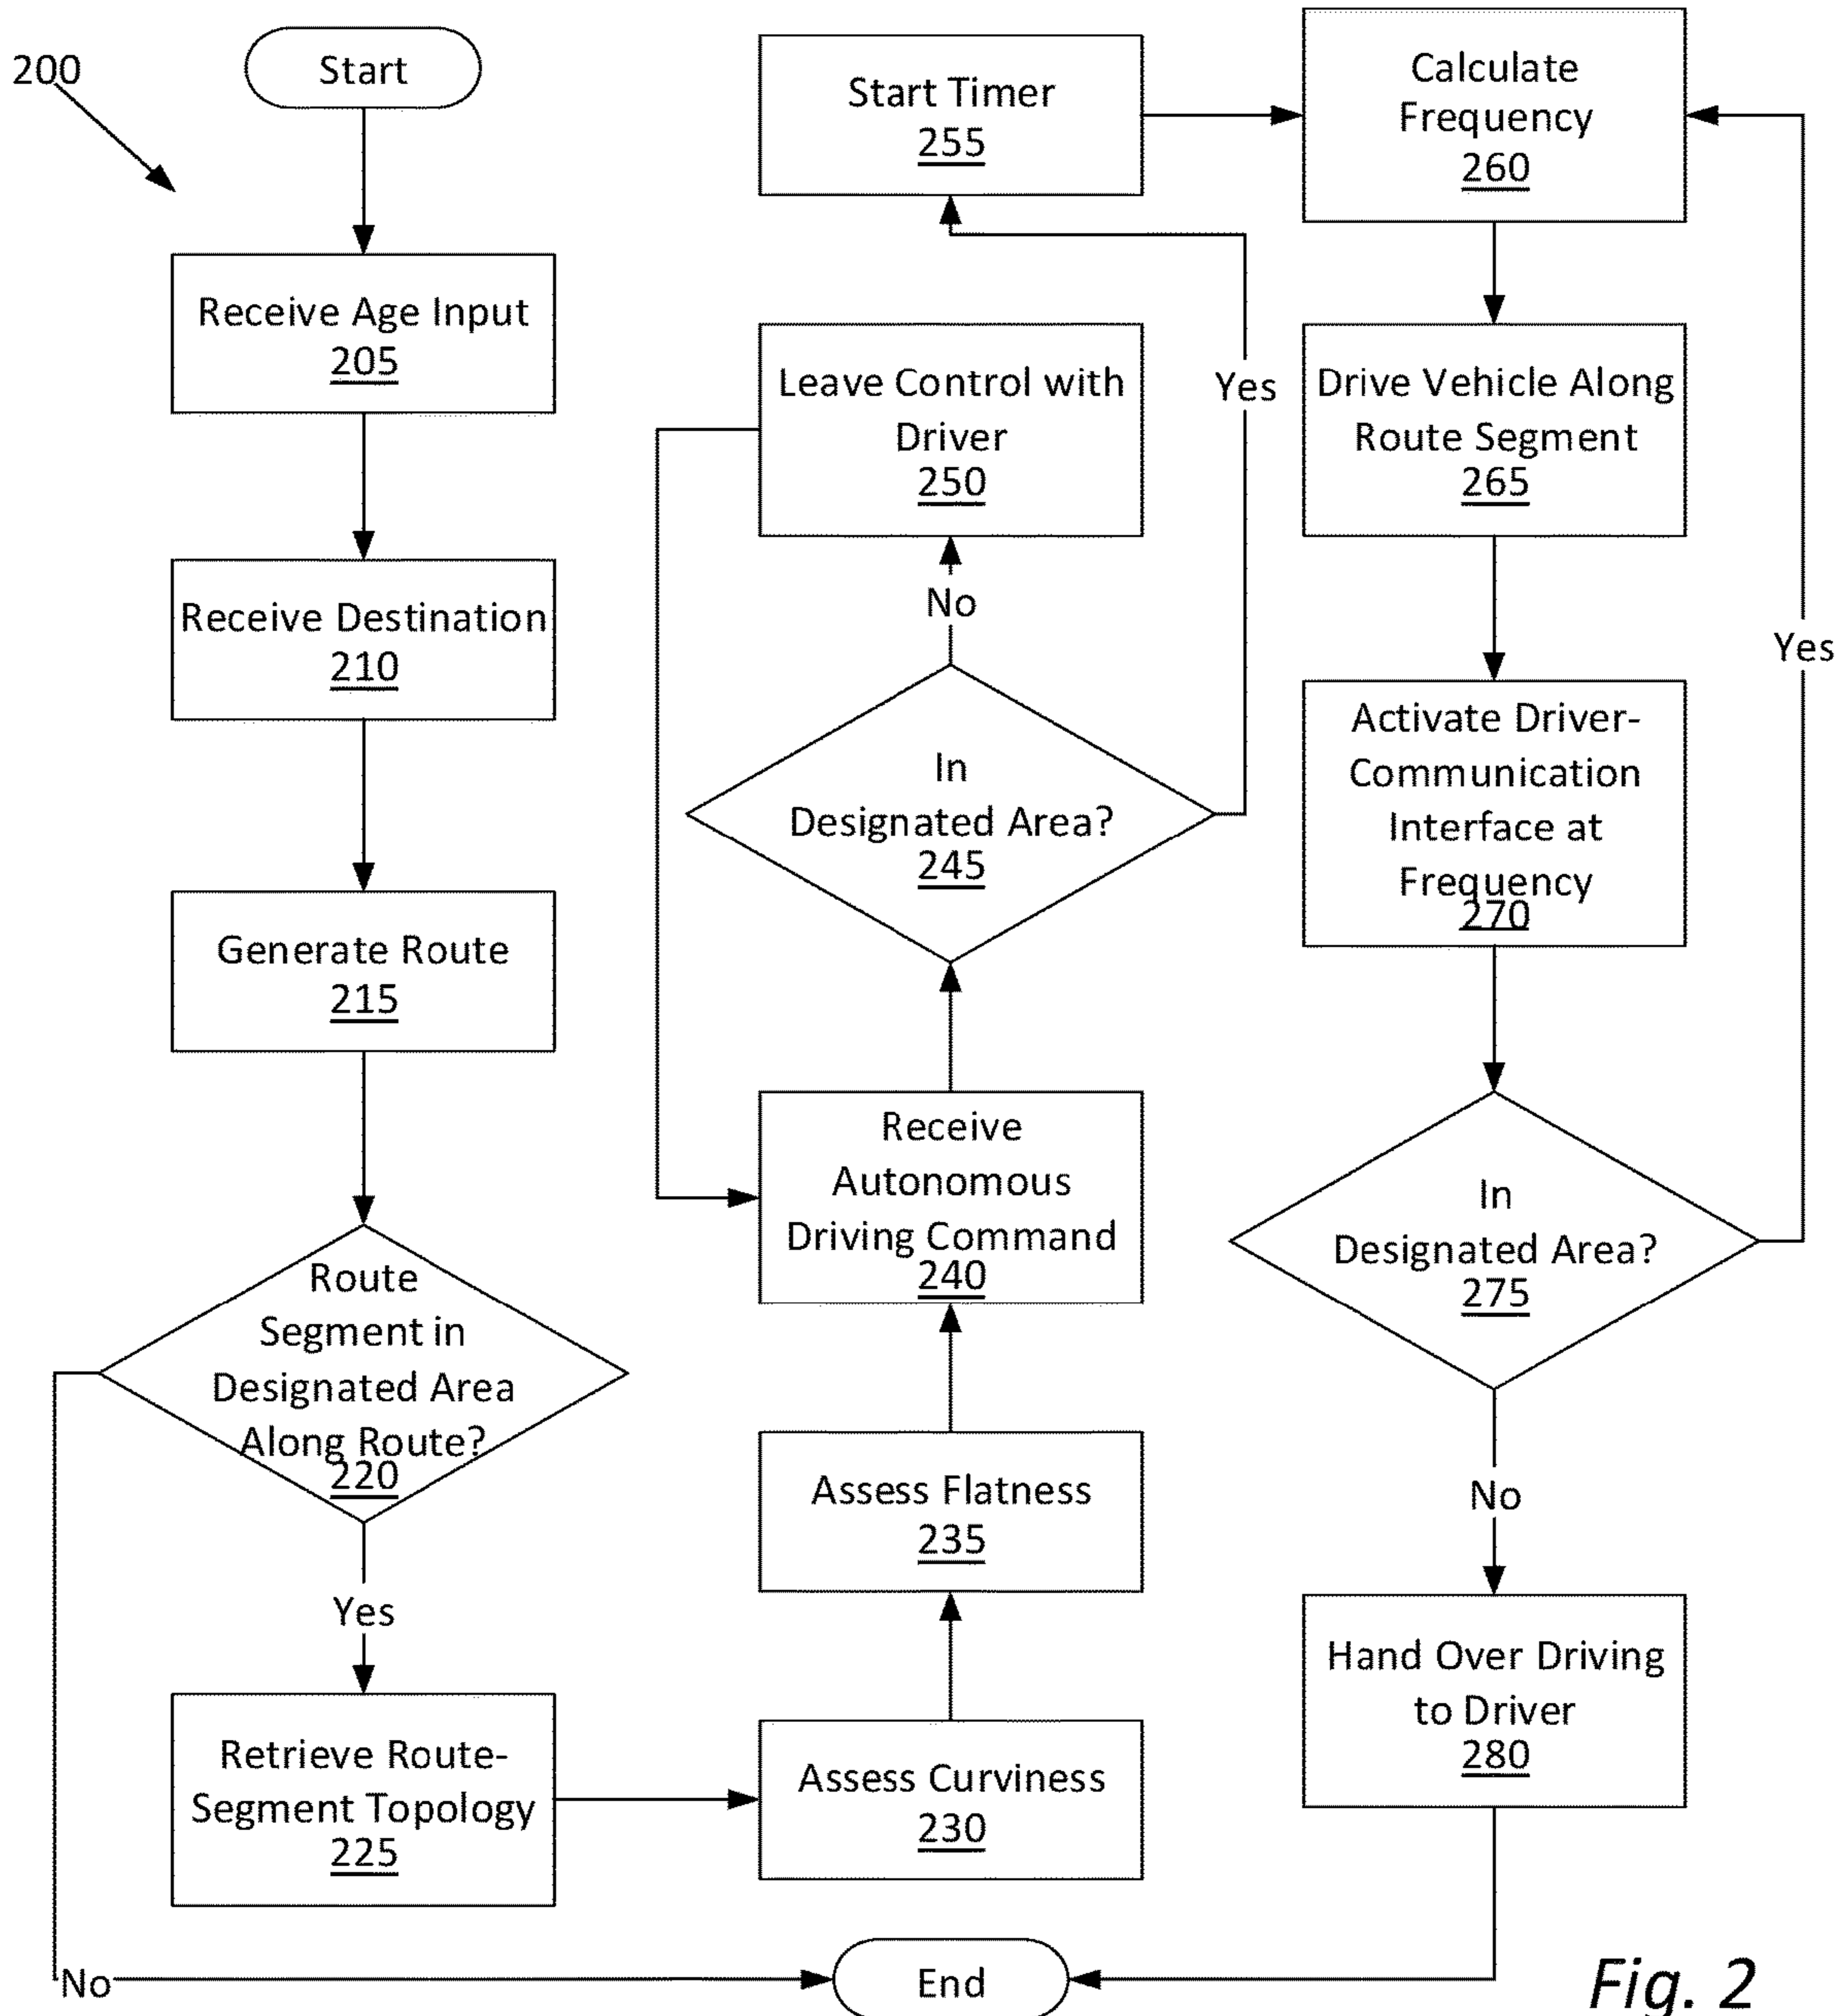 200
Start
Receive Age Input
205
Receive Destination
210
Generate Route
215
Route
Segment in
Designated Area
Along Route?
220
Yes
No
Retrieve Route-
Segment Topology
225
Assess Curviness
230
Assess Flatness
235
Receive
Autonomous
Driving Command
240
In
Designated Area?
245
No
Yes
Leave Control with
Driver
250
Start Timer
255
Calculate
Frequency
260
Drive Vehicle Along
Route Segment
265
Activate Driver-
Communication
Interface at
Frequency
270
In
Designated Area?
275
Yes
No
Hand Over Driving
to Driver
280
End
Fig. 2